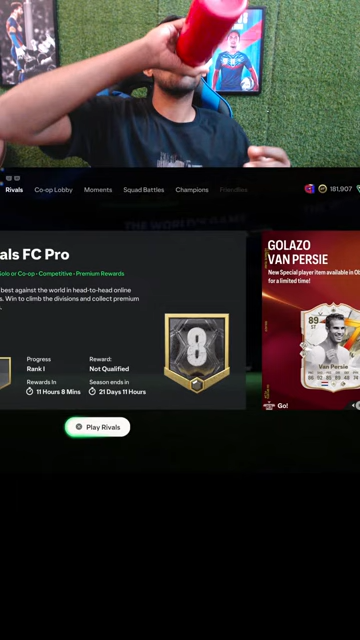 Rivals
Co-op Lobby
Moments
Squad Battles
Champions
Friendlies
181,907
als FC Pro
Solo or Co-op • Competitive • Premium Rewards
best against the world in head-to-head online
s. Win to climb the divisions and collect premium
8
Progress
Rank I
Reward:
Not Qualified
Rewards In
11 Hours 8 Mins
Season ends in
21 Days 11 Hours
Play Rivals
GOLAZO
VAN PERSIE
New Special player item available in Ob
for a limited time!
89
ST
Van Persie
Go!